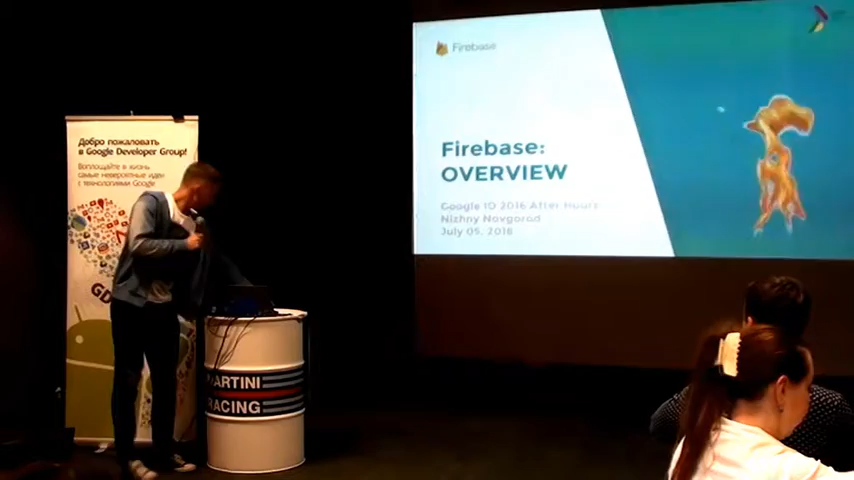 Добро пожаловать
в Google Developer Group!
Воплощайте в жизнь
самые невероятные идеи
с технологиями Google
GD
MARTINI
RACING
Firebase
Firebase:
OVERVIEW
Google IO 2016 After Hours
Nizhny Novgorod
July 05, 2016